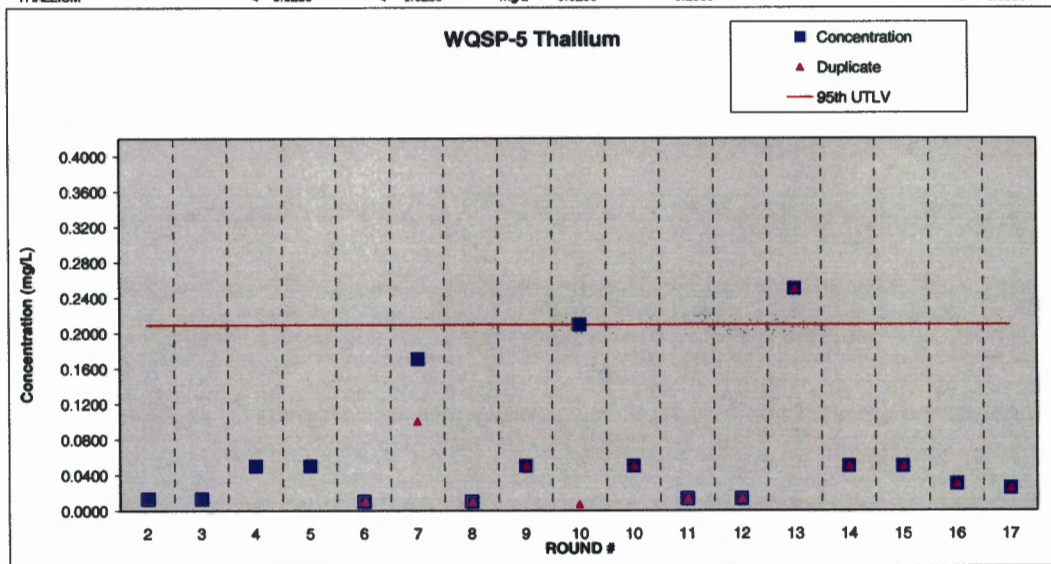 WQSP-5 Thallium
Concentration
Duplicate
95th UTLV
Concentration (mg/L)
0.4000
0.3600
0.3200
0.2800
0.2400
0.2000
0.1600
0.1200
0.0800
0.0400
0.0000
2 3 4 5 6 7 8 9 10 10 11 12 13 14 15 16 17
ROUND #